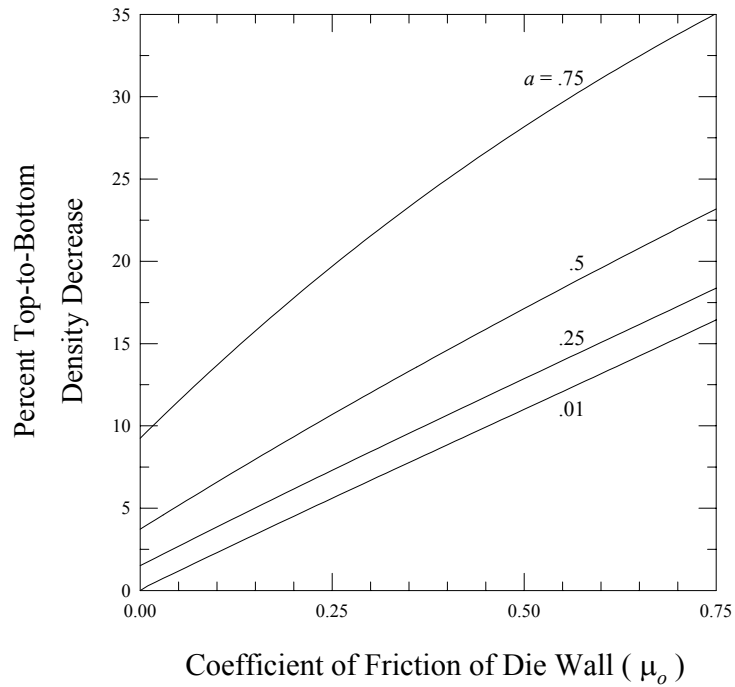 35
30
25
20
15
10
5
0
a = .75
.5
.25
.01
Percent Top-to-Bottom
Density Decrease
0.00 0.25 0.50 0.75
Coefficient of Friction of Die Wall ( μo )